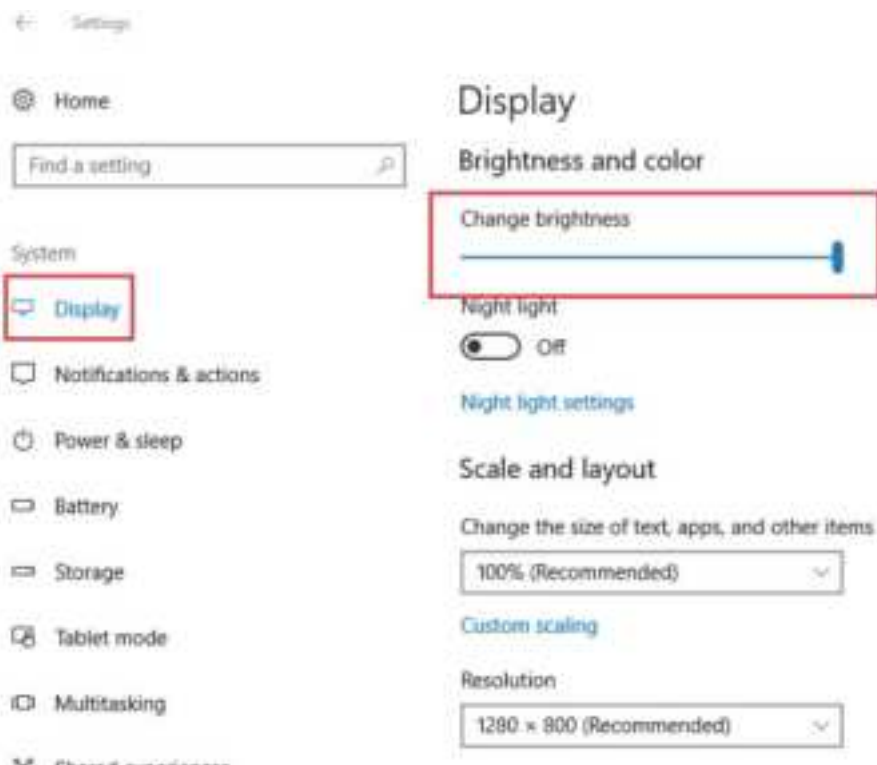 Settings
Home
Find a setting
System
Display
Notifications & actions
Power & sleep
Battery
Storage
Tablet mode
Multitasking
Shared experiences
Display
Brightness and color
Change brightness
Night light
Off
Night light settings
Scale and layout
Change the size of text, apps, and other items
100% (Recommended)
Custom scaling
Resolution
1280 × 800 (Recommended)